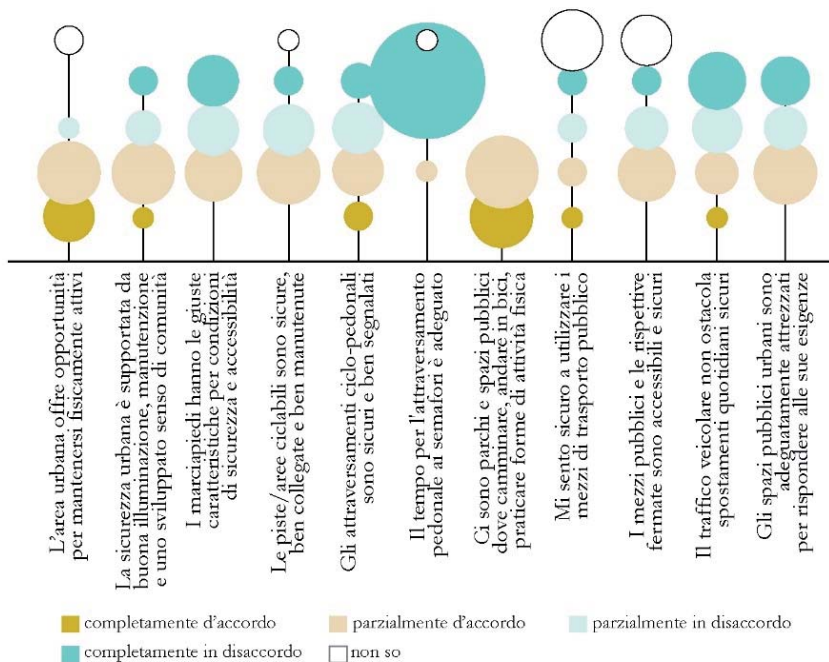 L'area urbana offre opportunità
per mantenersi fisicamente attivi
La sicurezza urbana è supportata da
buona illuminazione, manutenzione
e uno sviluppato senso di comunità
I marciapiedi hanno le giuste
caratteristiche per condizioni
di sicurezza e accessibilità
Le piste/aree ciclabili sono sicure,
ben collegate e ben manutenute
Gli attraversamenti ciclo-pedonali
sono sicuri e ben segnalati
Il tempo per l'attraversamento
pedonale ai semafori è adeguato
Ci sono parchi e spazi pubblici
dove camminare, andare in bici,
praticare forme di attività fisica
Mi sento sicuro a utilizzare i
mezzi di trasporto pubblico
I mezzi pubblici e le rispettive
fermate sono accessibili e sicuri
Il traffico veicolare non ostacola
spostamenti quotidiani sicuri
Gli spazi pubblici urbani sono
adeguatamente attrezzati
per rispondere alle sue esigenze
completamente d'accordo
parzialmente d'accordo
parzialmente in disaccordo
completamente in disaccordo
non so